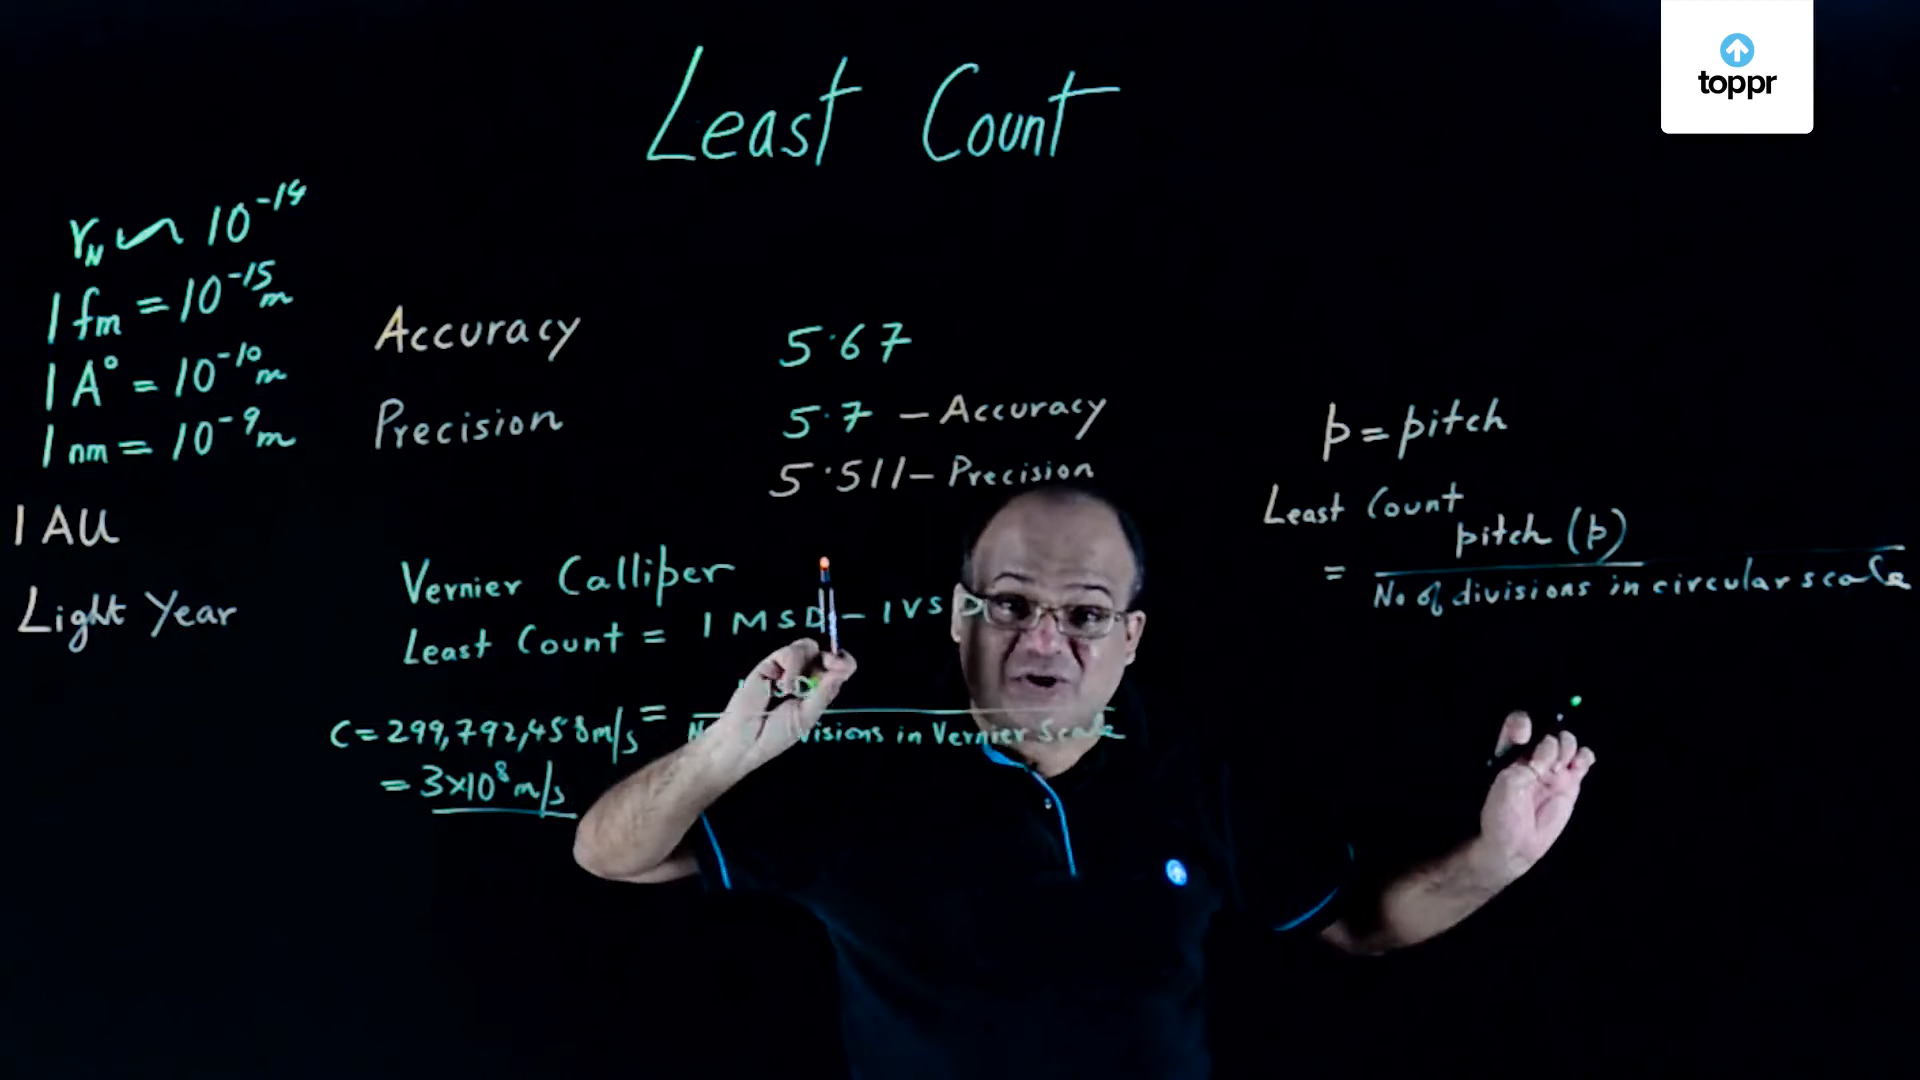 toppr
Least Count
r_N ~ 10^-14
1 fm = 10^-15 m
1 A° = 10^-10 m
1 nm = 10^-9 m
1 AU
Light Year
Accuracy
Precision
5.67
5.7 – Accuracy
5.511 – Precision
Vernier Calliper
Least Count = 1 MSD – 1 VSD
= MSD
divisions in Vernier Scale
C = 299,792,458 m/s
= 3×10^8 m/s
p = pitch
Least Count
= pitch (p)
No of divisions in circular scale